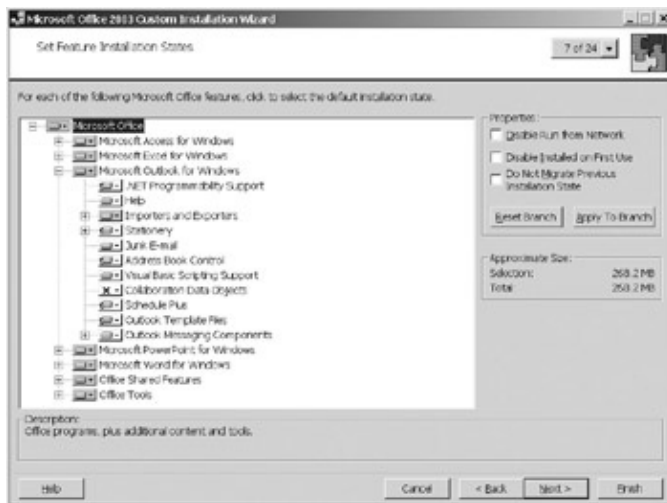 Microsoft Office 2003 Custom Installation Wizard
Set Feature Installation States
7 of 24
For each of the following Microsoft Office features, click to select the default installation state.
Microsoft Office
Microsoft Access for Windows
Microsoft Excel for Windows
Microsoft Outlook for Windows
.NET Programmability Support
Help
Importers and Exporters
Stationery
Junk E-mail
Address Book Control
Visual Basic Scripting Support
Collaboration Data Objects
Schedule Plus
Outlook Template Files
Outlook Messaging Components
Microsoft PowerPoint for Windows
Microsoft Word for Windows
Office Shared Features
Office Tools
Properties:
Disable Run from Network
Disable Installed on First Use
Do Not Migrate Previous
Installation State
Reset Branch
Apply To Branch
Approximate Size:
Selection: 268.2 MB
Total 268.2 MB
Description:
Office programs, plus additional content and tools.
Help
Cancel
< Back
Next >
Finish